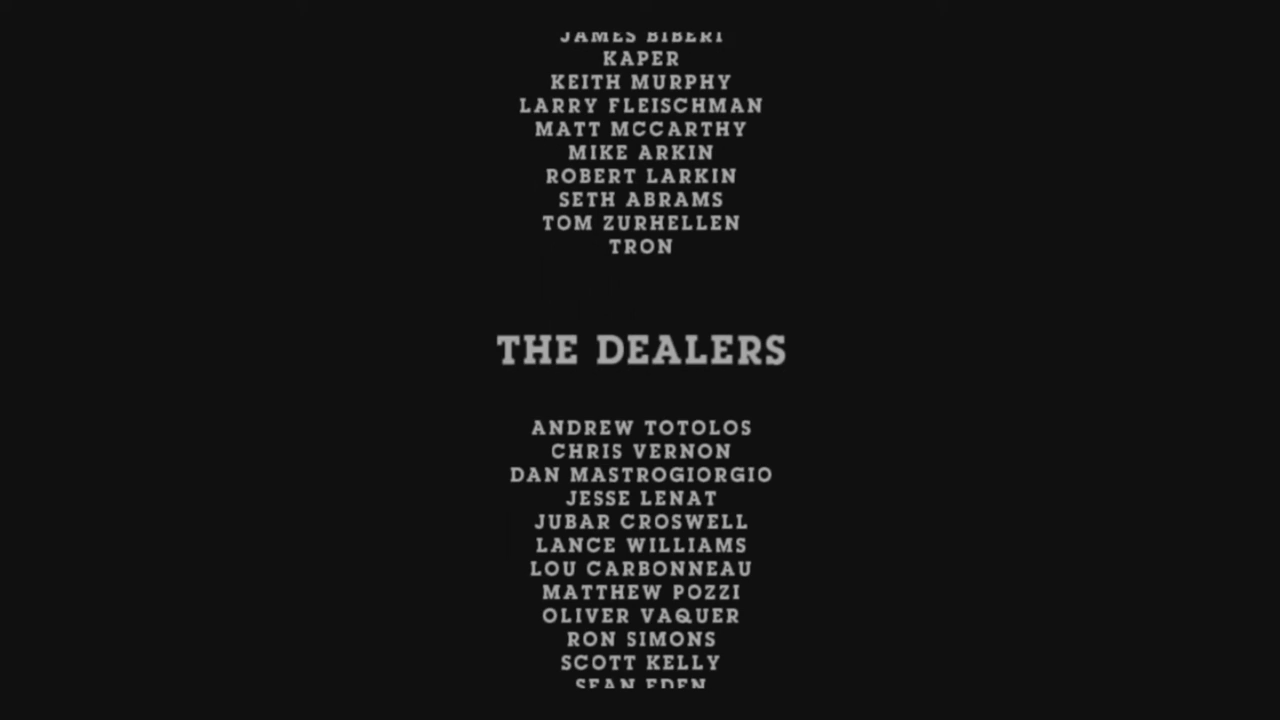 JAMES BIBERI
KAPER
KEITH MURPHY
LARRY FLEISCHMAN
MATT MCCARTHY
MIKE ARKIN
ROBERT LARKIN
SETH ABRAMS
TOM ZURHELLEN
TRON
THE DEALERS
ANDREW TOTOLOS
CHRIS VERNON
DAN MASTROGIORGIO
JESSE LENAT
JUBAR CROSWELL
LANCE WILLIAMS
LOU CARBONNEAU
MATTHEW POZZI
OLIVER VAQUER
RON SIMONS
SCOTT KELLY
SEAN EDEN